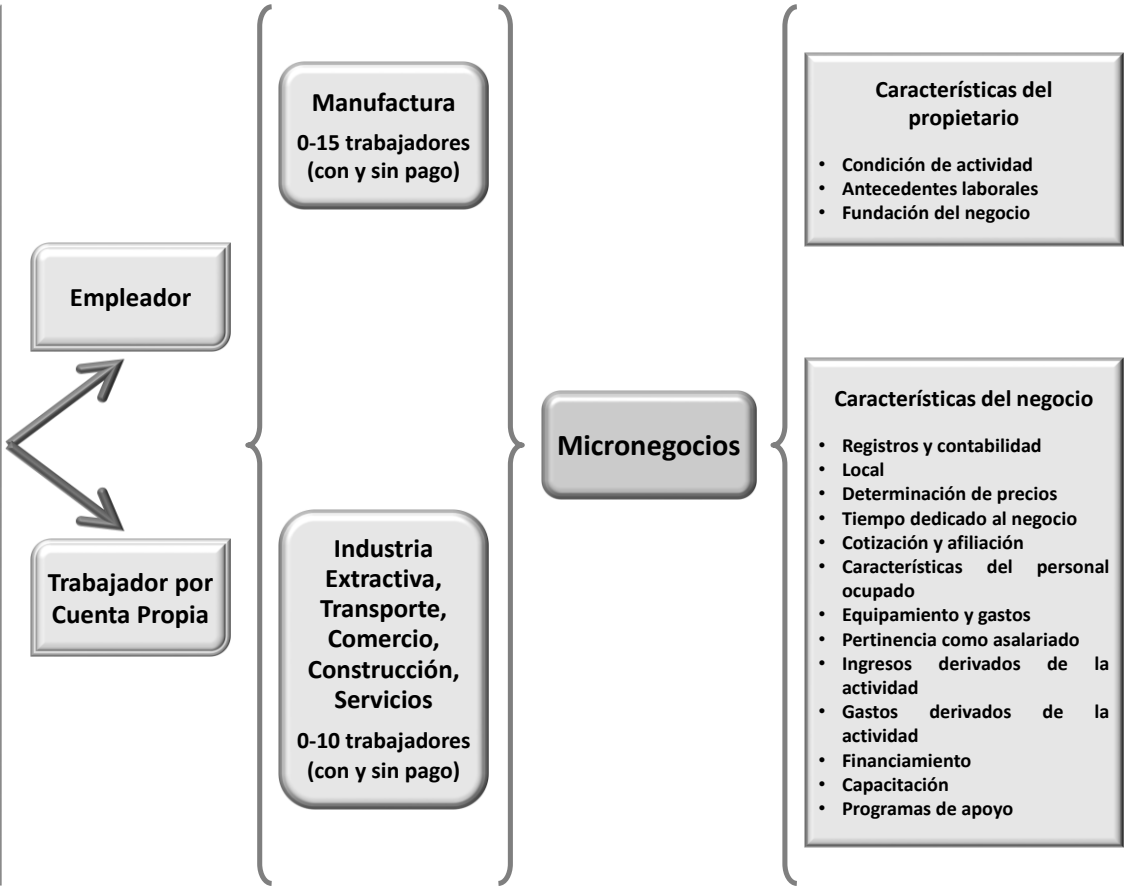 Empleador
Trabajador por
Cuenta Propia
Manufactura
0-15 trabajadores
(con y sin pago)
Industria
Extractiva,
Transporte,
Comercio,
Construcción,
Servicios
0-10 trabajadores
(con y sin pago)
Micronegocios
Características del
propietario
• Condición de actividad
• Antecedentes laborales
• Fundación del negocio
Características del negocio
• Registros y contabilidad
• Local
• Determinación de precios
• Tiempo dedicado al negocio
• Cotización y afiliación
• Características del personal
ocupado
• Equipamiento y gastos
• Pertinencia como asalariado
• Ingresos derivados de la
actividad
• Gastos derivados de la
actividad
• Financiamiento
• Capacitación
• Programas de apoyo